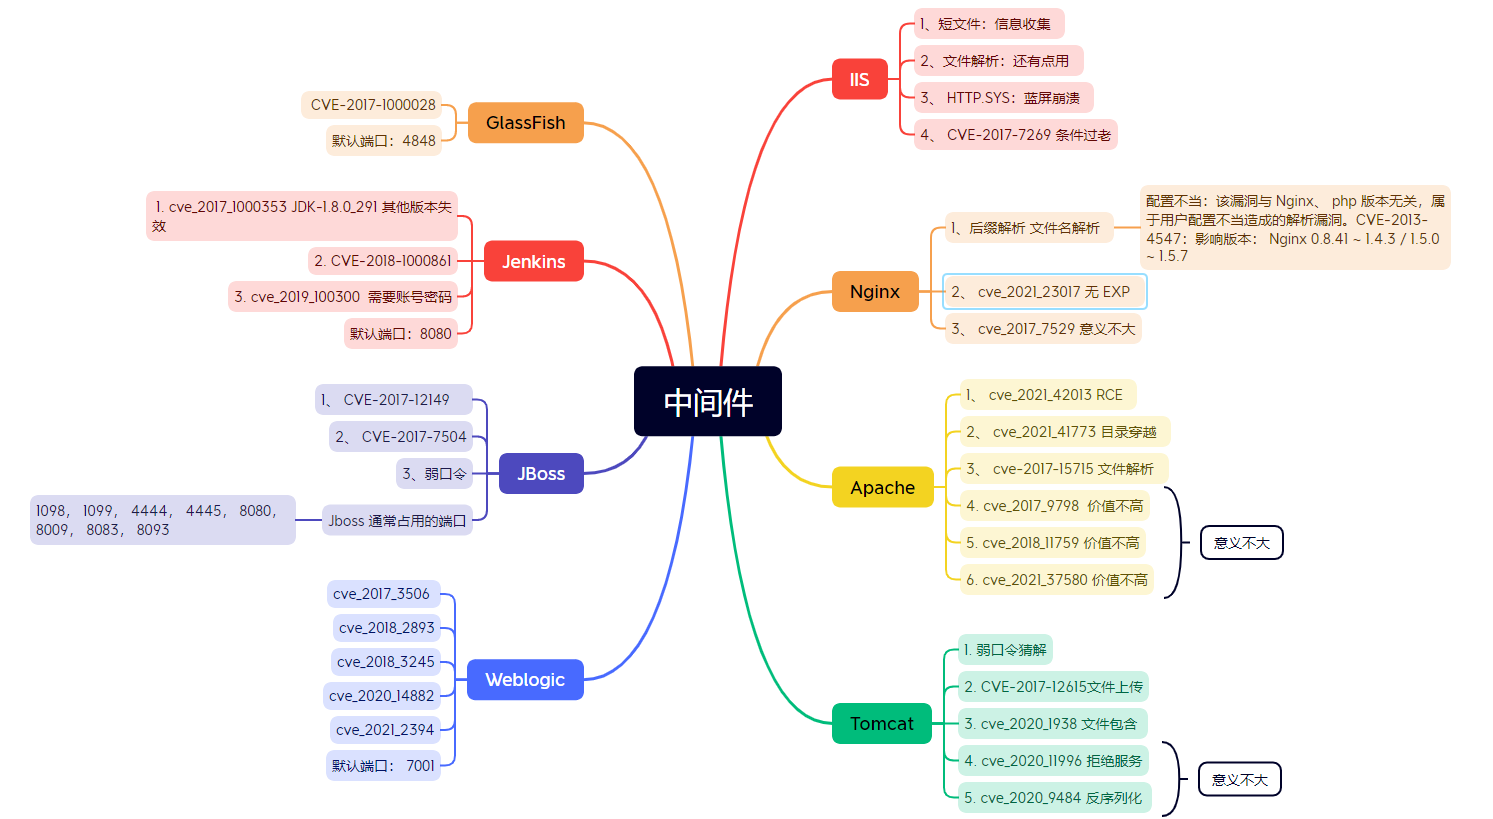 中间件
IIS
1、短文件：信息收集
2、文件解析：还有点用
3、 HTTP.SYS：蓝屏崩溃
4、 CVE-2017-7269 条件过老
Nginx
1、后缀解析 文件名解析
配置不当：该漏洞与 Nginx、 php 版本无关，属
于用户配置不当造成的解析漏洞。CVE-2013-
4547：影响版本： Nginx 0.8.41 ~ 1.4.3 / 1.5.0
~ 1.5.7
2、 cve_2021_23017 无 EXP
3、 cve_2017_7529 意义不大
Apache
1、 cve_2021_42013 RCE
2、 cve_2021_41773 目录穿越
3、 cve-2017-15715 文件解析
4. cve_2017_9798  价值不高
5. cve_2018_11759 价值不高
6. cve_2021_37580 价值不高
意义不大
Tomcat
1. 弱口令猜解
2. CVE-2017-12615文件上传
3. cve_2020_1938 文件包含
4. cve_2020_11996 拒绝服务
5. cve_2020_9484 反序列化
意义不大
GlassFish
CVE-2017-1000028
默认端口：4848
Jenkins
1. cve_2017_1000353 JDK-1.8.0_291 其他版本失
效
2. CVE-2018-1000861
3. cve_2019_100300  需要账号密码
默认端口：8080
JBoss
1、 CVE-2017-12149
2、 CVE-2017-7504
3、弱口令
Jboss 通常占用的端口
1098， 1099， 4444， 4445， 8080，
8009， 8083， 8093
Weblogic
cve_2017_3506
cve_2018_2893
cve_2018_3245
cve_2020_14882
cve_2021_2394
默认端口： 7001